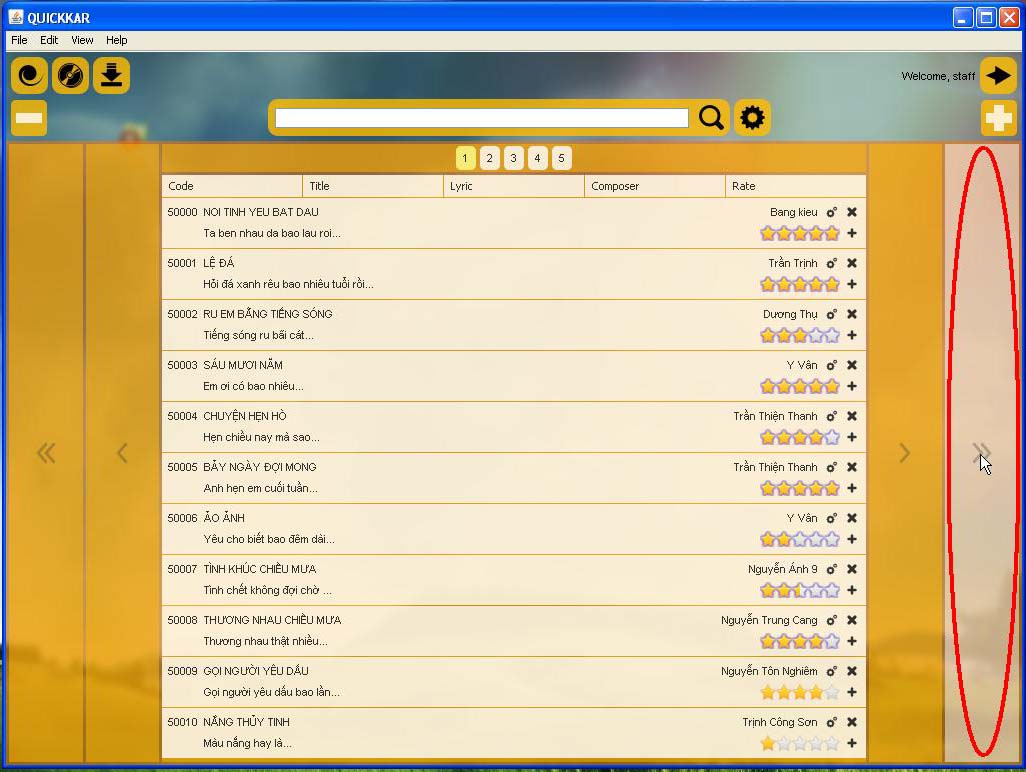 QUICKKAR
File Edit View Help
Welcome, staff
1 2 3 4 5
Code Title Lyric Composer Rate
50000 NOI TINH YEU BAT DAU Bang kieu
Ta ben nhau da bao lau roi...
50001 LỆ ĐÁ Trần Trịnh
Hỏi đá xanh rêu bao nhiêu tuổi rồi...
50002 RU EM BẰNG TIẾNG SÓNG Dương Thụ
Tiếng sóng ru bãi cát...
50003 SÁU MƯƠI NĂM Y Vân
Em ơi có bao nhiêu...
50004 CHUYỆN HẸN HÒ Trần Thiện Thanh
Hẹn chiều nay mà sao...
50005 BẢY NGÀY ĐỢI MONG Trần Thiện Thanh
Anh hẹn em cuối tuần...
50006 ẢO ẢNH Y Vân
Yêu cho biết bao đêm dài...
50007 TÌNH KHÚC CHIỀU MƯA Nguyễn Ánh 9
Tình chết không đợi chờ ...
50008 THƯƠNG NHAU CHIỀU MƯA Nguyễn Trung Cang
Thương nhau thật nhiều...
50009 GỌI NGƯỜI YÊU DẤU Nguyễn Tôn Nghiêm
Gọi người yêu dấu bao lần...
50010 NẮNG THỦY TINH Trịnh Công Sơn
Màu nắng hay là...